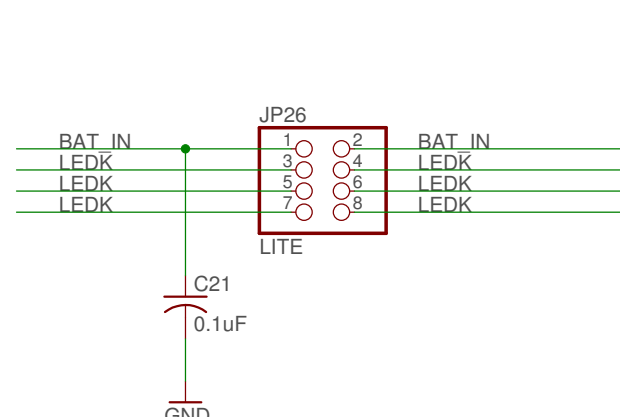 JP26
BAT_IN 1 2 BAT_IN
LEDK 3 4 LEDK
LEDK 5 6 LEDK
LEDK 7 8 LEDK
LITE
C21
0.1uF
GND